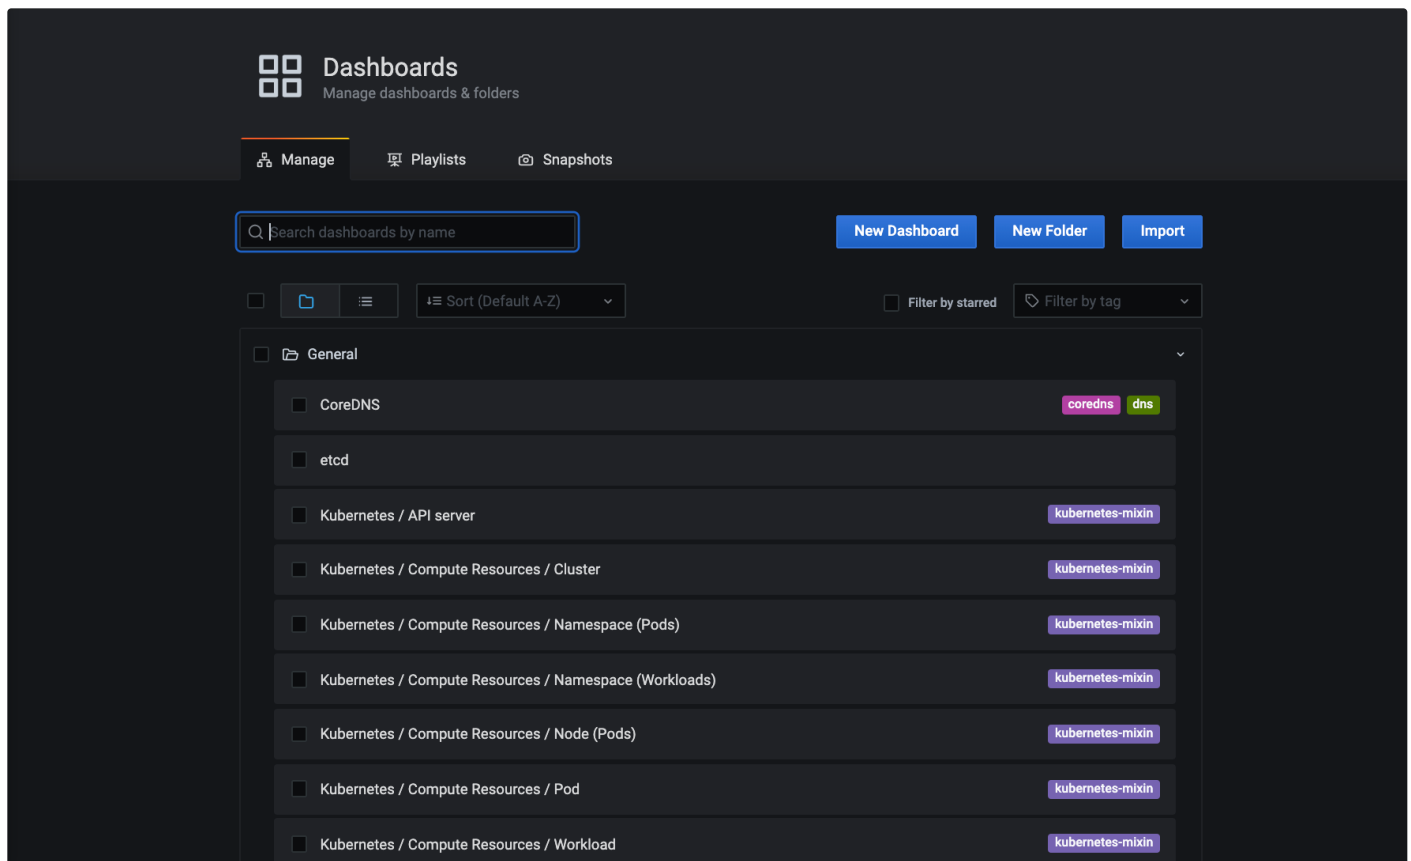 Dashboards
Manage dashboards & folders
Manage
Playlists
Snapshots
Search dashboards by name
New Dashboard
New Folder
Import
Sort (Default A-Z)
Filter by starred
Filter by tag
General
CoreDNS coredns dns
etcd
Kubernetes / API server kubernetes-mixin
Kubernetes / Compute Resources / Cluster kubernetes-mixin
Kubernetes / Compute Resources / Namespace (Pods) kubernetes-mixin
Kubernetes / Compute Resources / Namespace (Workloads) kubernetes-mixin
Kubernetes / Compute Resources / Node (Pods) kubernetes-mixin
Kubernetes / Compute Resources / Pod kubernetes-mixin
Kubernetes / Compute Resources / Workload kubernetes-mixin